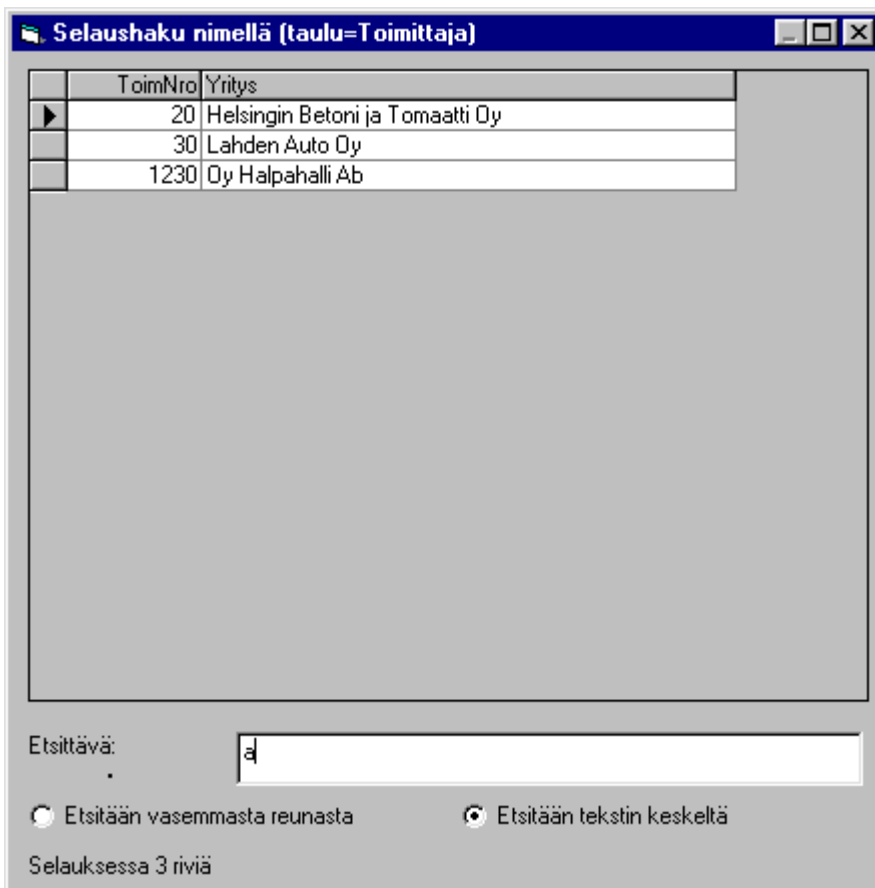 Selaushaku nimellä (taulu=Toimittaja)
ToimNro Yritys
20 Helsingin Betoni ja Tomaatti Oy
30 Lahden Auto Oy
1230 Oy Halpahalli Ab
Etsittävä: a
Etsitään vasemmasta reunasta Etsitään tekstin keskeltä
Selauksessa 3 riviä